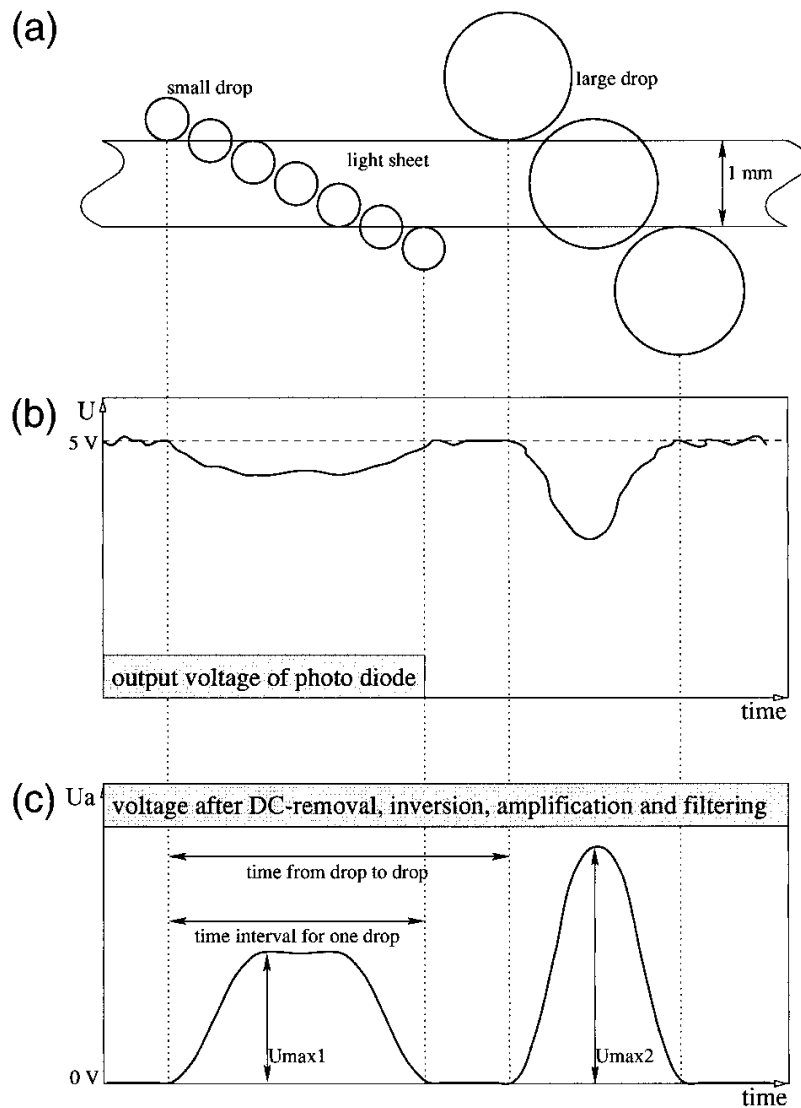 (a)
small drop
large drop
light sheet
1 mm
(b)
U
5 V
output voltage of photo diode
time
(c)
Ua
voltage after DC-removal, inversion, amplification and filtering
time from drop to drop
time interval for one drop
Umax1
Umax2
0 V
time